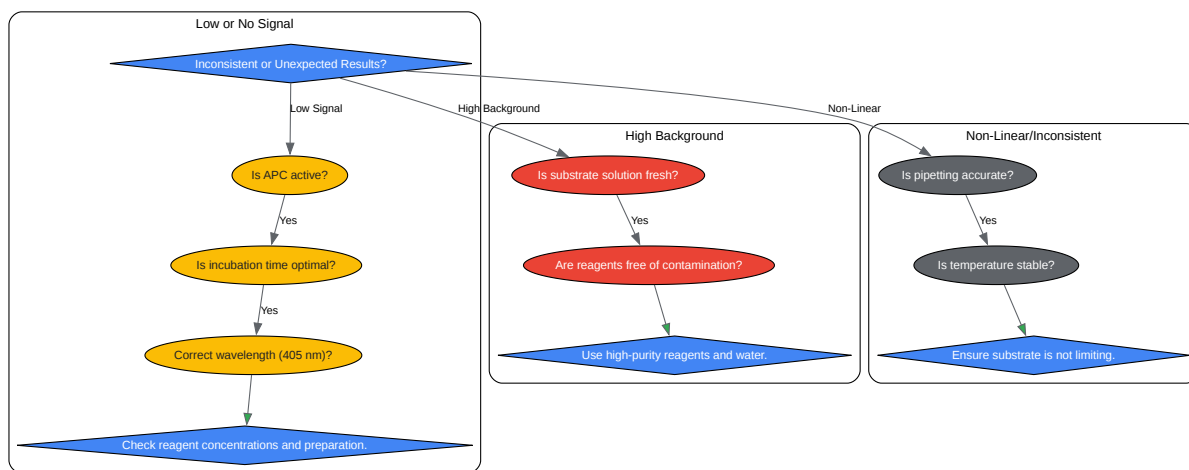 Low or No Signal
Inconsistent or Unexpected Results?
Low Signal
High Background
Non-Linear
High Background
Non-Linear/Inconsistent
Is APC active?
Is substrate solution fresh?
Is pipetting accurate?
Yes
Yes
Yes
Is incubation time optimal?
Are reagents free of contamination?
Is temperature stable?
Yes
Correct wavelength (405 nm)?
Use high-purity reagents and water.
Ensure substrate is not limiting.
Check reagent concentrations and preparation.